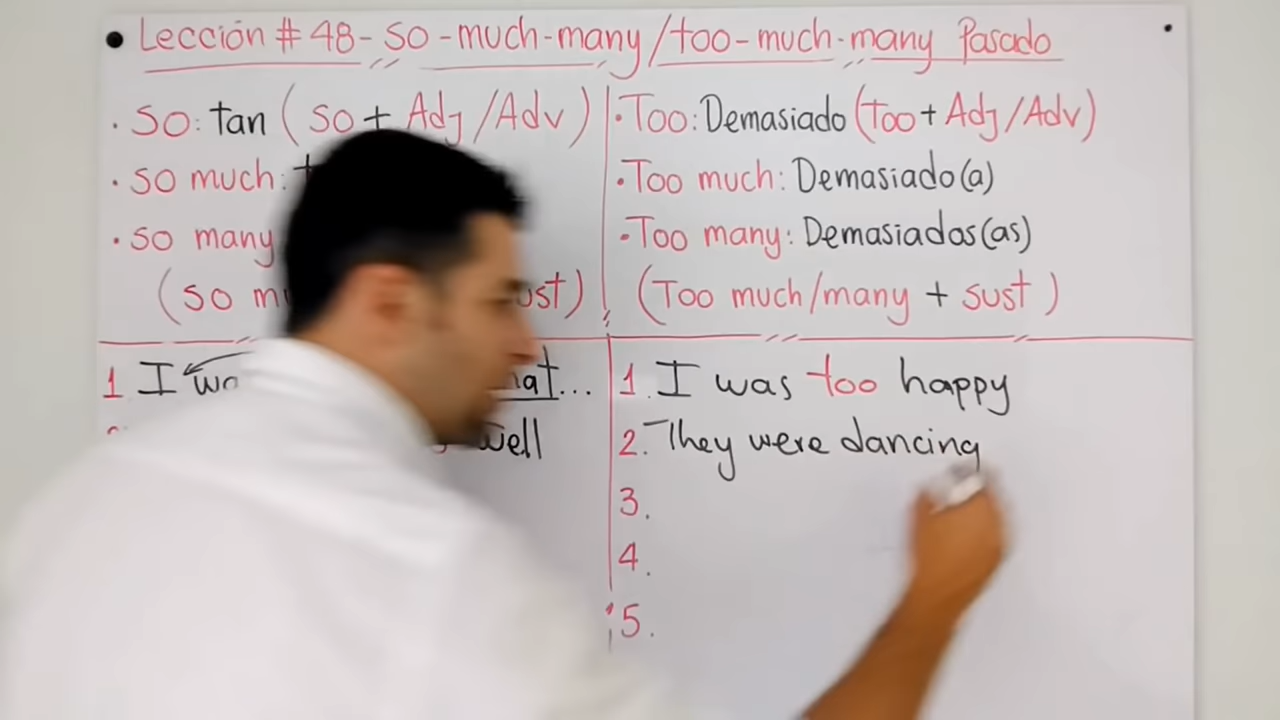 Lección # 48 - so - much - many / too - much - many Pasado
. SO: tan ( so + Adj / Adv )
. so much:
. so many
(so ust)
1. I
well
. Too: Demasiado (Too + Adj / Adv)
. Too much: Demasiado(a)
. Too many: Demasiados(as)
(Too much/many + sust )
1. I was too happy
2. They were dancing
3.
4.
5.